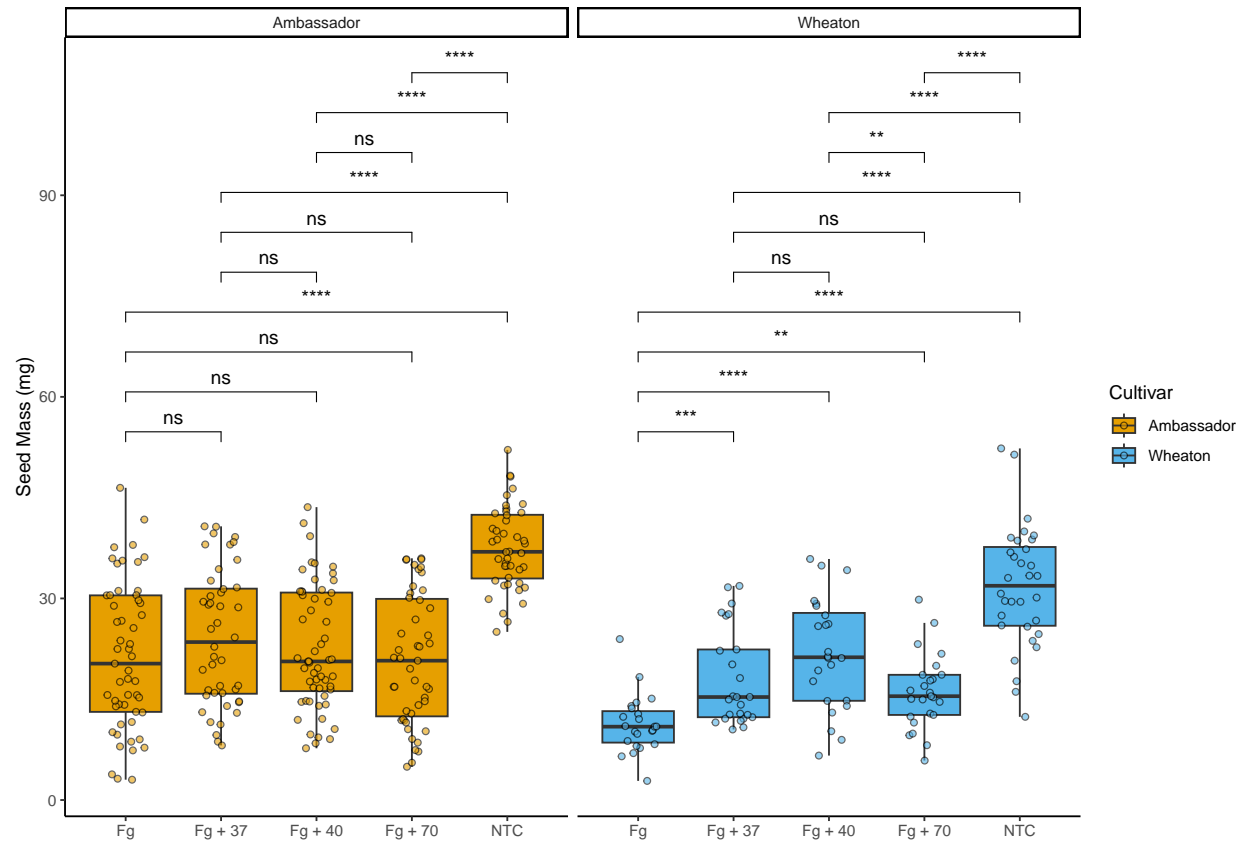 Ambassador Wheaton
**** ****
**** ****
ns **
**** ****
ns ns
ns ns
**** ****
ns **
ns ****
ns ***
Seed Mass (mg)
90
60
30
0
Cultivar
Ambassador
Wheaton
Fg Fg + 37 Fg + 40 Fg + 70 NTC Fg Fg + 37 Fg + 40 Fg + 70 NTC